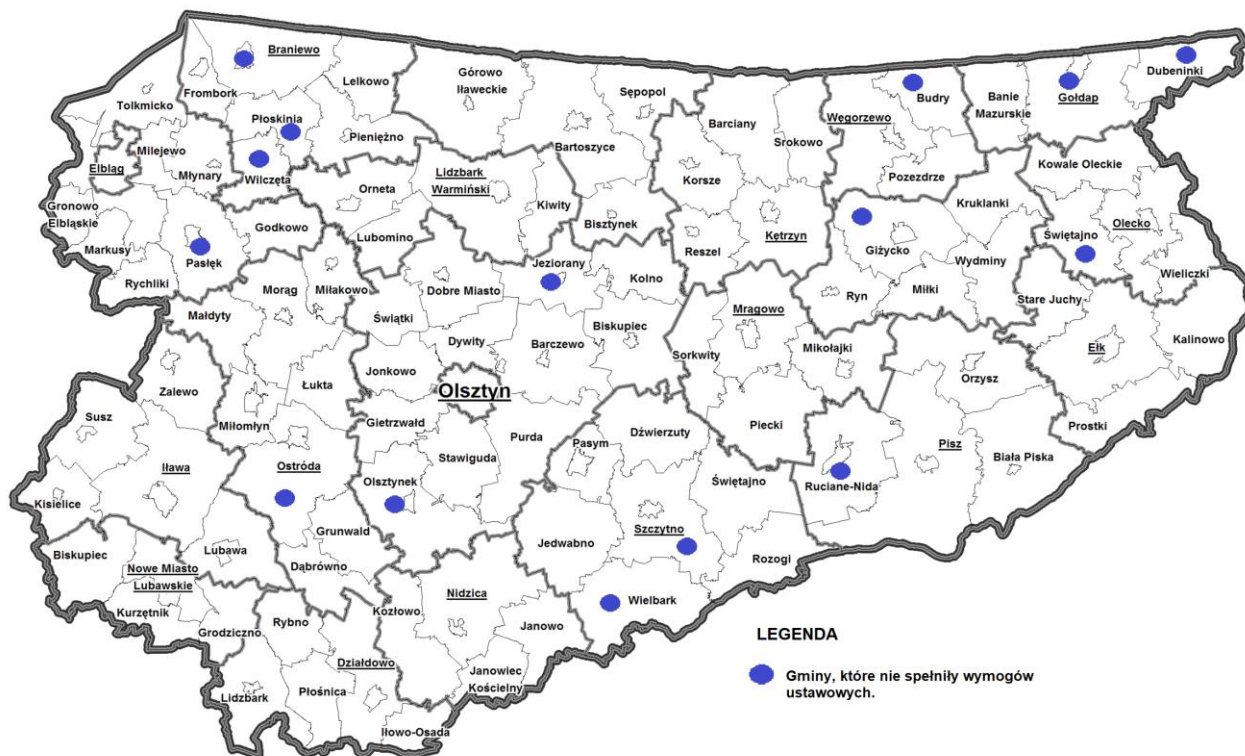 Braniewo
Lelkowo
Frombork
Górowo
Iławeckie
Sępopol
Dubeninki
Gołdap
Budry
Banie
Mazurskie
Tolkmicko
Płoskinia
Pieniężno
Bartoszyce
Barciany
Srokowo
Węgorzewo
Elbląg
Milejewo
Młynary
Wilczęta
Orneta
Lidzbark
Warmiński
Kiwity
Korsze
Pozezdrze
Kowale Oleckie
Gronowo
Elbląskie
Markusy
Pasłęk
Godkowo
Lubomino
Bisztynek
Reszel
Kętrzyn
Giżycko
Kruklanki
Olecko
Świętajno
Wydminy
Wieliczki
Rychliki
Morąg
Miłakowo
Dobre Miasto
Jeziorany
Kolno
Ryn
Miłki
Stare Juchy
Małdyty
Świątki
Dywity
Barczewo
Biskupiec
Mrągowo
Mikołajki
Sorkwity
Ełk
Kalinowo
Zalewo
Łukta
Jonkowo
Olsztyn
Orzysz
Susz
Miłomłyn
Gietrzwałd
Purda
Pasym
Dźwierzuty
Piecki
Prostki
Iława
Ostróda
Stawiguda
Olsztynek
Świętajno
Ruciane-Nida
Pisz
Biała Piska
Kisielice
Grunwald
Szczytno
Jedwabno
Rozogi
Biskupiec
Lubawa
Dąbrówno
Nowe Miasto
Lubawskie
Kurzętnik
Nidzica
Kozłowo
Wielbark
Janowo
Grodziczno
Rybno
Działdowo
Janowiec
Kościelny
Lidzbark
Płośnica
Iłowo-Osada
LEGENDA
Gminy, które nie spełniły wymogów
ustawowych.